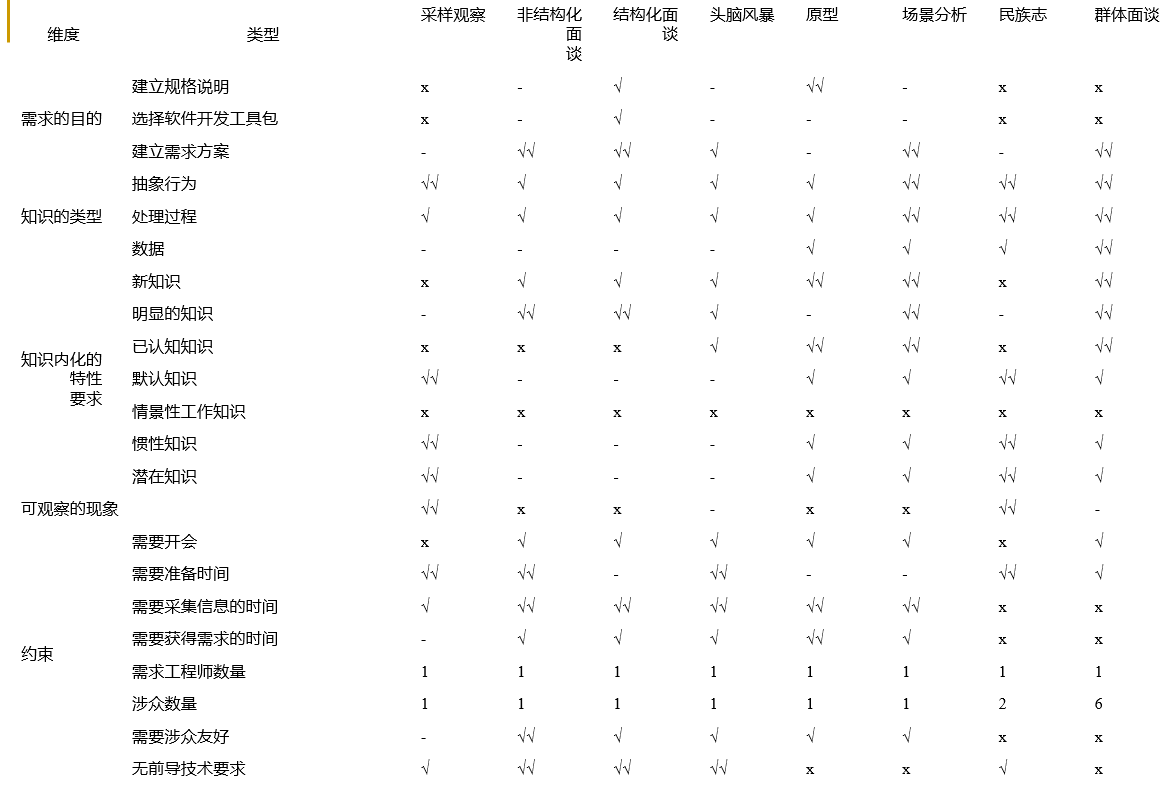 维度 类型 采样观察 非结构化面谈 结构化面谈 头脑风暴 原型 场景分析 民族志 群体面谈
建立规格说明 x - √ - √√ - x x
需求的目的 选择软件开发工具包 x - √ - - - x x
建立需求方案 - √√ √√ √ - √√ - √√
抽象行为 √√ √ √ √ √ √√ √√ √√
知识的类型 处理过程 √ √ √ √ √ √√ √√ √√
数据 - - - - √ √ √ √√
新知识 x √ √ √ √√ √√ x √√
明显的知识 - √√ √√ √ - √√ - √√
知识内化的特性要求 已认知知识 x x x √ √√ √√ x √√
默认知识 √√ - - - √ √ √√ √
情景性工作知识 x x x x x x x x
惯性知识 √√ - - - √ √ √√ √
潜在知识 √√ - - - √ √ √√ √
可观察的现象 √√ x x - x x √√ -
需要开会 x √ √ √ √ √ x √
需要准备时间 √√ √√ - √√ - - √√ √
需要采集信息的时间 √ √√ √√ √√ √√ √√ x x
约束 需要获得需求的时间 - √ √ √ √√ √ x x
需求工程师数量 1 1 1 1 1 1 1 1
涉众数量 1 1 1 1 1 1 2 6
需要涉众友好 - √√ √ √ √ √ x x
无前导技术要求 √ √√ √√ √√ x x √ x